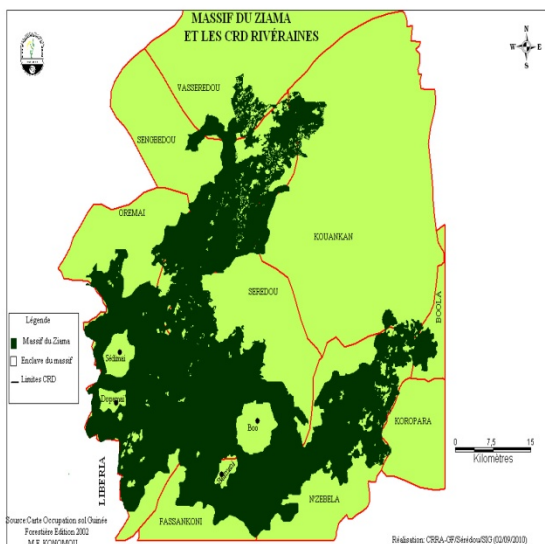 MASSIF DU ZIAMA
ET LES CRD RIVÉRAINES
N
W E
S
VASSEREDOU
SENGBEDOU
OREMAI
KOUANKAN
SEREDOU
BOOLA
Légende
Massif du Ziama
Enclave du massif
Limites CRD
Sédimai
Boo
KOROPARA
0 7,5 15
Kilomètres
LIBERIA
N'ZEBELA
FASSANKONI
Source:Carte Occupation sol Guinée
Forestière Edition 2002
M.F. KONOMOU
Réalisation: CRRA-GF/Sérédou/SIG (02/09/2010)